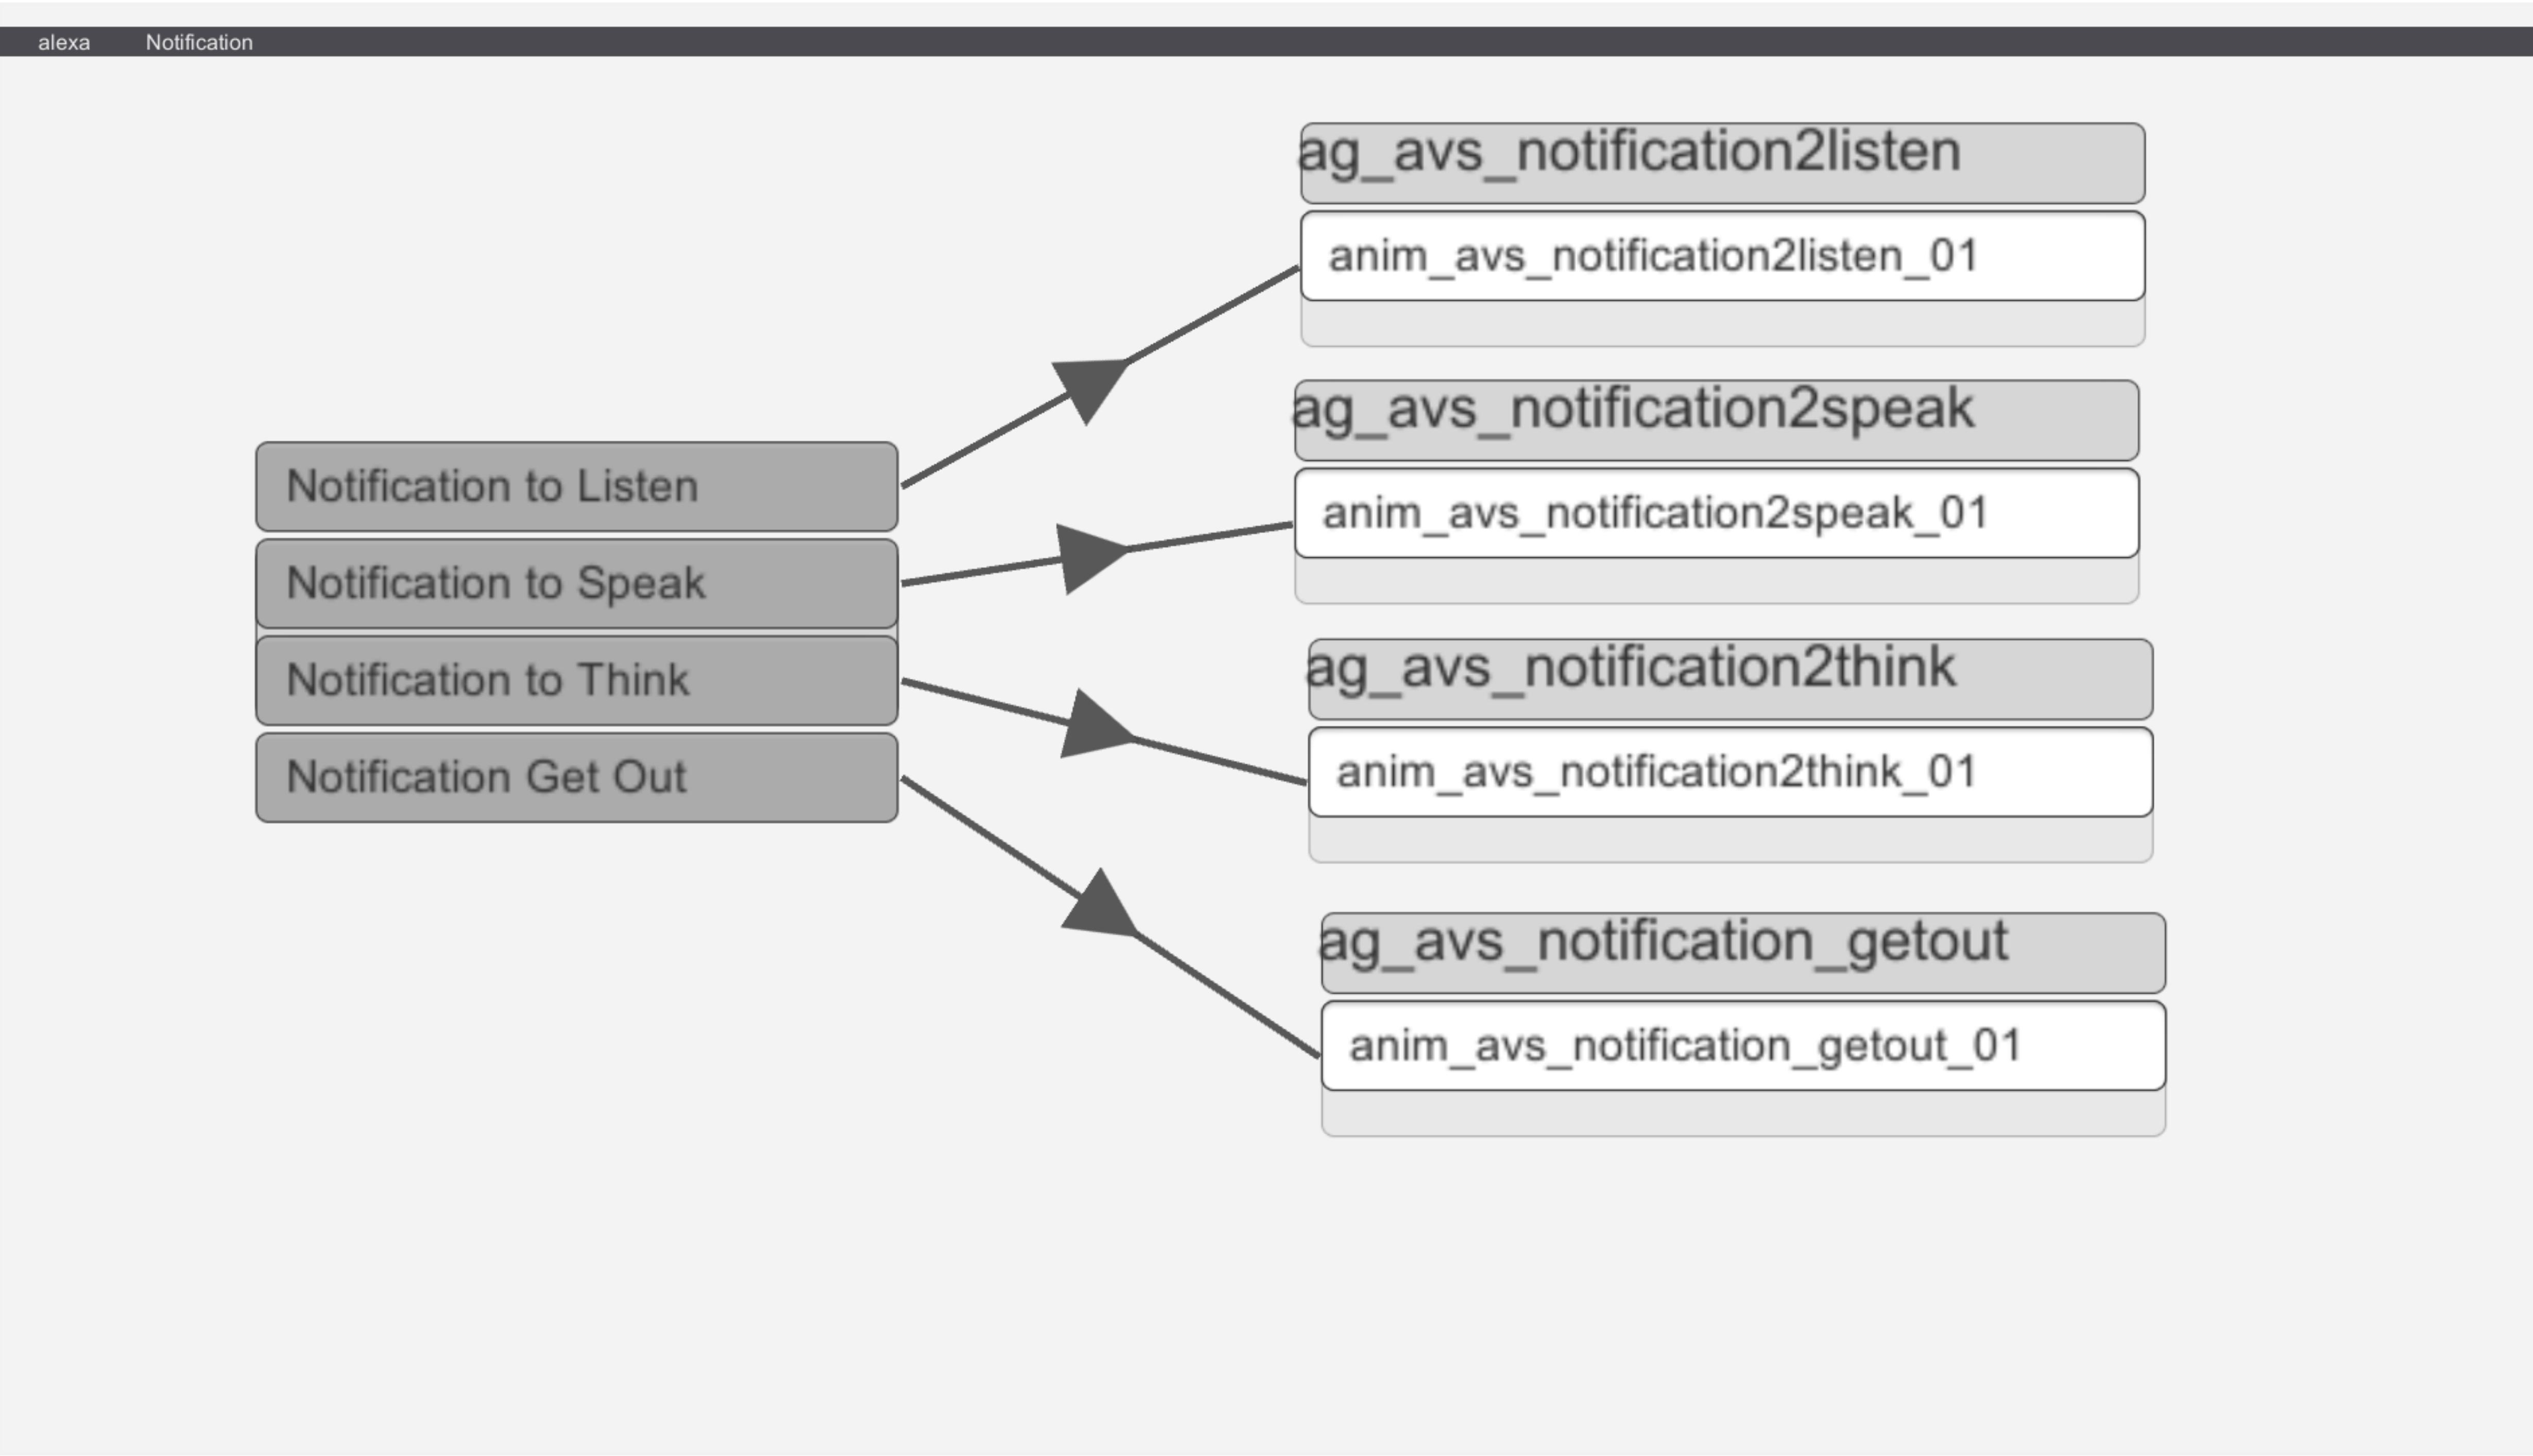 alexa Notification
ag_avs_notification2listen
anim_avs_notification2listen_01
ag_avs_notification2speak
anim_avs_notification2speak_01
Notification to Listen
Notification to Speak
Notification to Think
Notification Get Out
ag_avs_notification2think
anim_avs_notification2think_01
ag_avs_notification_getout
anim_avs_notification_getout_01